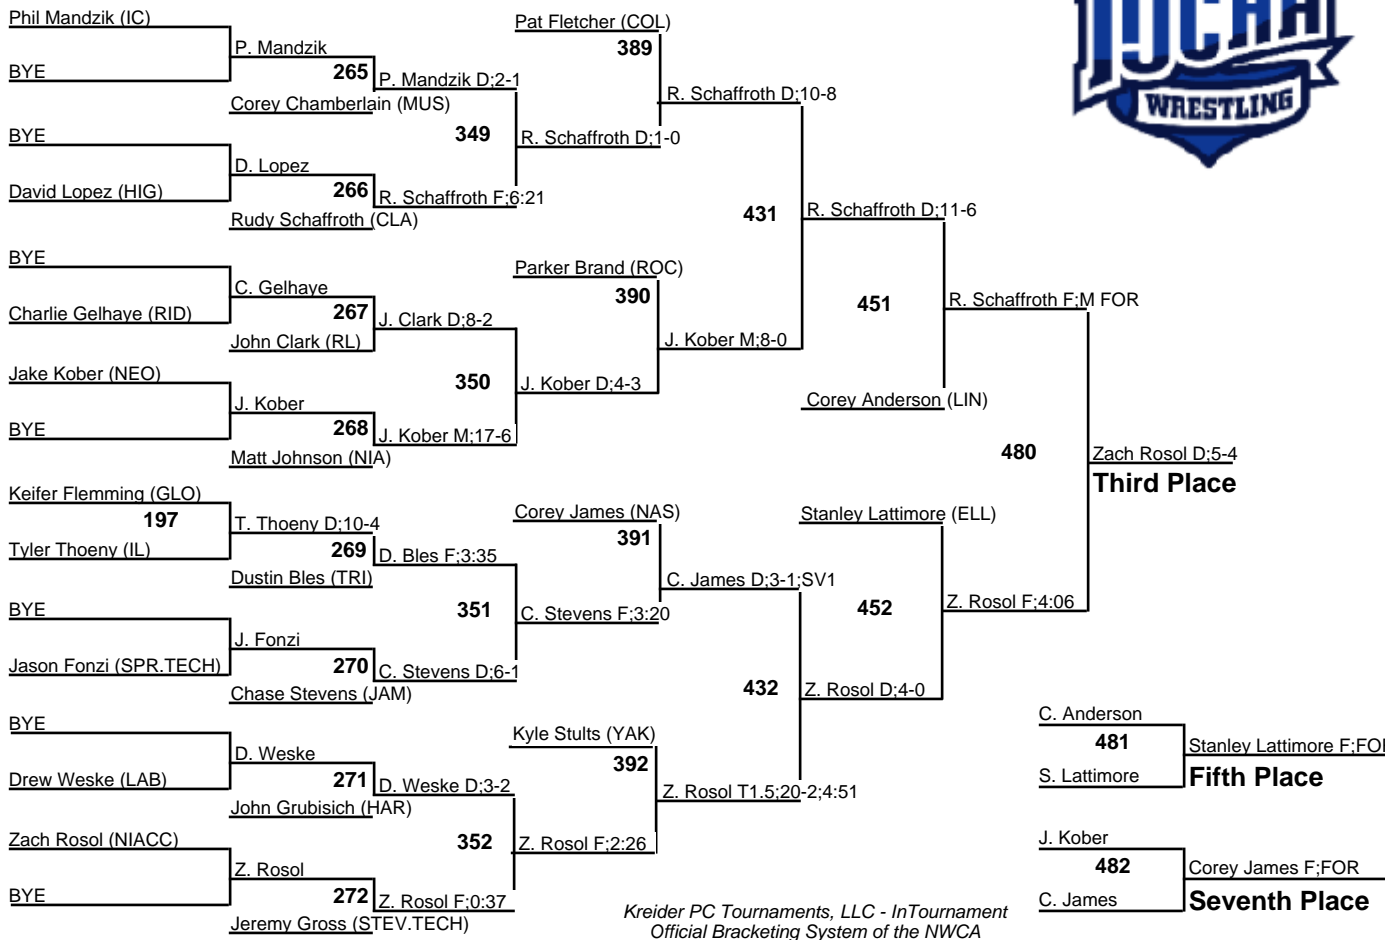 Phil Mandzik (IC)
BYE
P. Mandzik
265
Corey Chamberlain (MUS)
P. Mandzik D;2-1
BYE
David Lopez (HIG)
D. Lopez
266
Rudy Schaffroth (CLA)
R. Schaffroth F;6:21
349
R. Schaffroth D;1-0
Pat Fletcher (COL)
389
R. Schaffroth D;10-8
BYE
Charlie Gelhaye (RID)
C. Gelhaye
267
John Clark (RL)
J. Clark D;8-2
Jake Kober (NEO)
BYE
J. Kober
268
Matt Johnson (NIA)
J. Kober M;17-6
350
J. Kober D;4-3
Parker Brand (ROC)
390
J. Kober M;8-0
431
R. Schaffroth D;11-6
451
Corey Anderson (LIN)
R. Schaffroth F;M FOR
Keifer Flemming (GLO)
197
Tyler Thoeny (IL)
T. Thoeny D;10-4
269
Dustin Bles (TRI)
D. Bles F;3:35
BYE
Jason Fonzi (SPR.TECH)
J. Fonzi
270
Chase Stevens (JAM)
C. Stevens D;6-1
351
C. Stevens F;3:20
Corey James (NAS)
391
C. James D;3-1;SV1
BYE
Drew Weske (LAB)
D. Weske
271
John Grubisich (HAR)
D. Weske D;3-2
Zach Rosol (NIACC)
BYE
Z. Rosol
272
Jeremy Gross (STEV.TECH)
Z. Rosol F;0:37
352
Z. Rosol F;2:26
Kyle Stults (YAK)
392
Z. Rosol T1.5;20-2;4:51
432
Z. Rosol D;4-0
Stanley Lattimore (ELL)
452
Z. Rosol F;4:06
480
Zach Rosol D;5-4
Third Place
C. Anderson
481
S. Lattimore
Stanley Lattimore F;FOR
Fifth Place
J. Kober
482
C. James
Corey James F;FOR
Seventh Place
Kreider PC Tournaments, LLC - InTournament
Official Bracketing System of the NWCA
NJCAA
WRESTLING